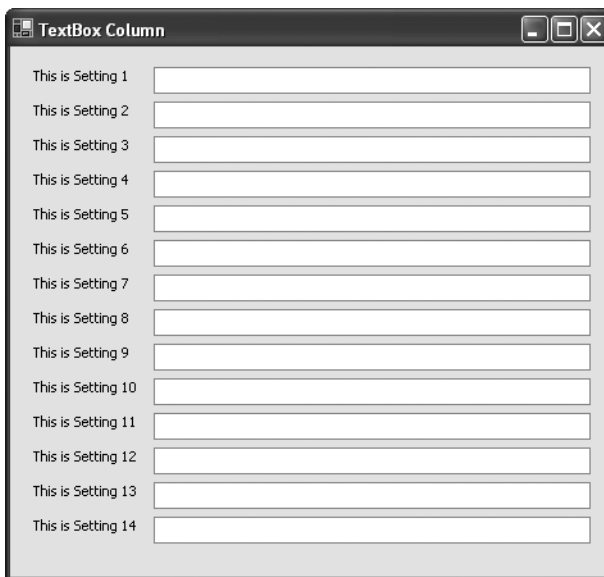 TextBox Column
This is Setting 1
This is Setting 2
This is Setting 3
This is Setting 4
This is Setting 5
This is Setting 6
This is Setting 7
This is Setting 8
This is Setting 9
This is Setting 10
This is Setting 11
This is Setting 12
This is Setting 13
This is Setting 14